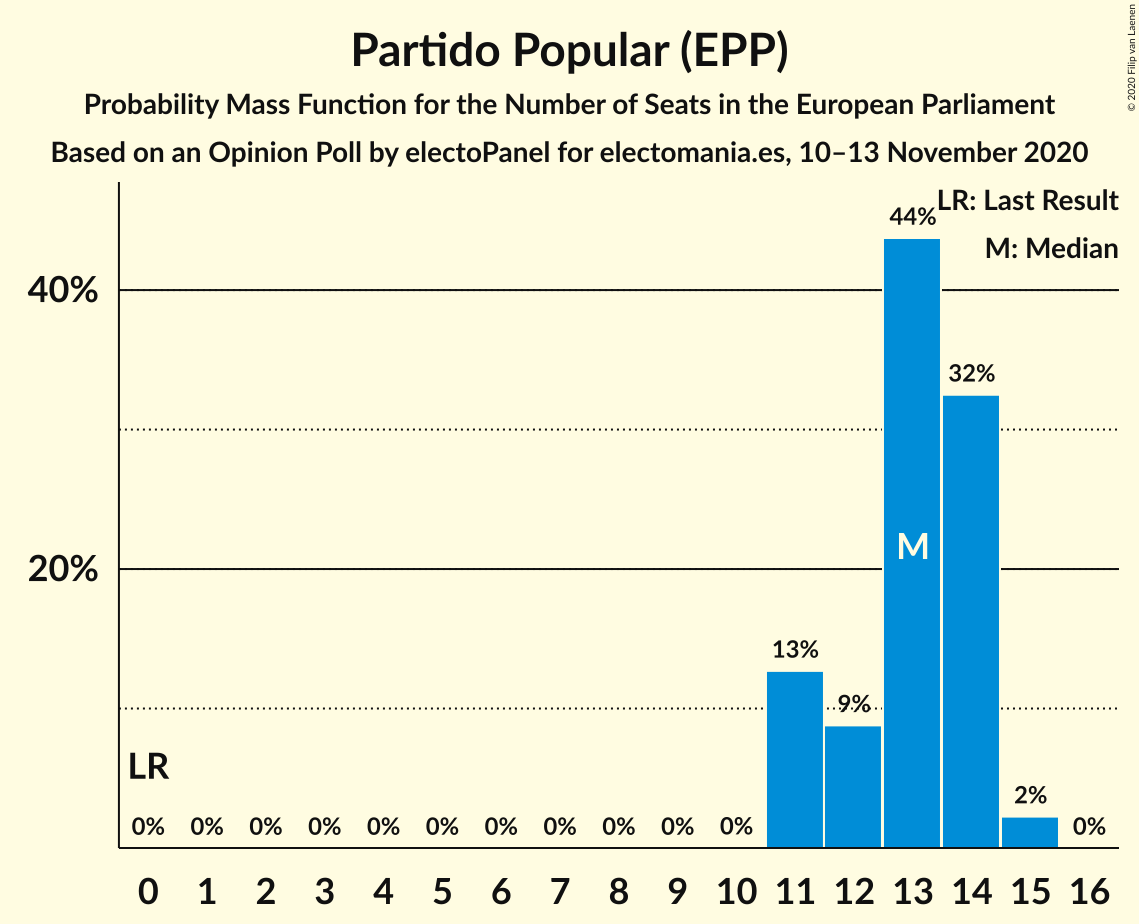 Partido Popular (EPP)
Probability Mass Function for the Number of Seats in the European Parliament
Based on an Opinion Poll by electoPanel for electomania.es, 10–13 November 2020
© 2020 Filip van Laenen
LR: Last Result
M: Median
40%
20%
44%
32%
M
13%
9%
2%
LR
0% 0% 0% 0% 0% 0% 0% 0% 0% 0% 0% 0%
0 1 2 3 4 5 6 7 8 9 10 11 12 13 14 15 16